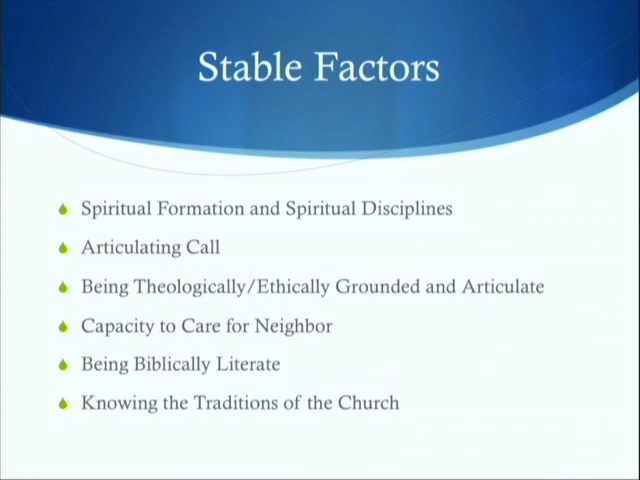 Stable Factors
Spiritual Formation and Spiritual Disciplines
Articulating Call
Being Theologically/Ethically Grounded and Articulate
Capacity to Care for Neighbor
Being Biblically Literate
Knowing the Traditions of the Church